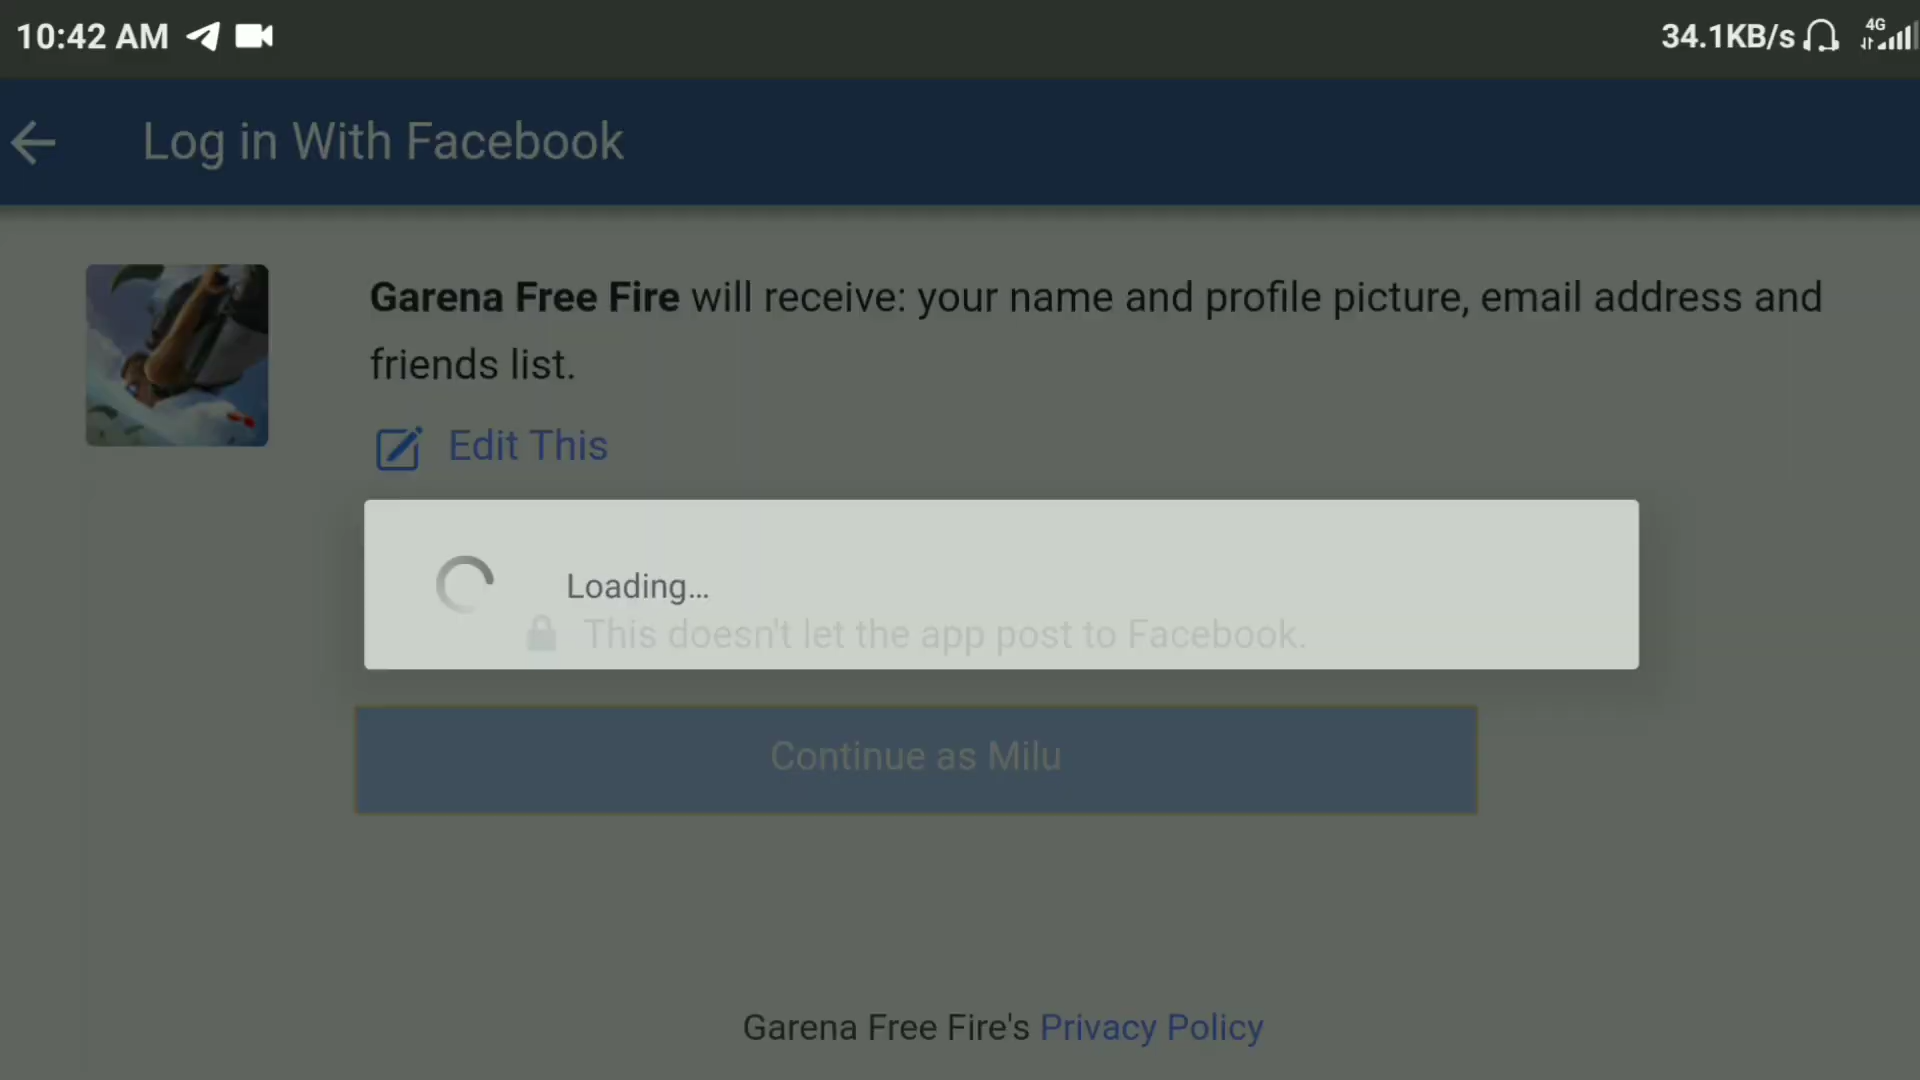 10:42 AM
34.1KB/s
4G
Log in With Facebook
Garena Free Fire will receive: your name and profile picture, email address and
friends list.
Edit This
Loading...
This doesn't let the app post to Facebook.
Continue as Milu
Garena Free Fire's Privacy Policy